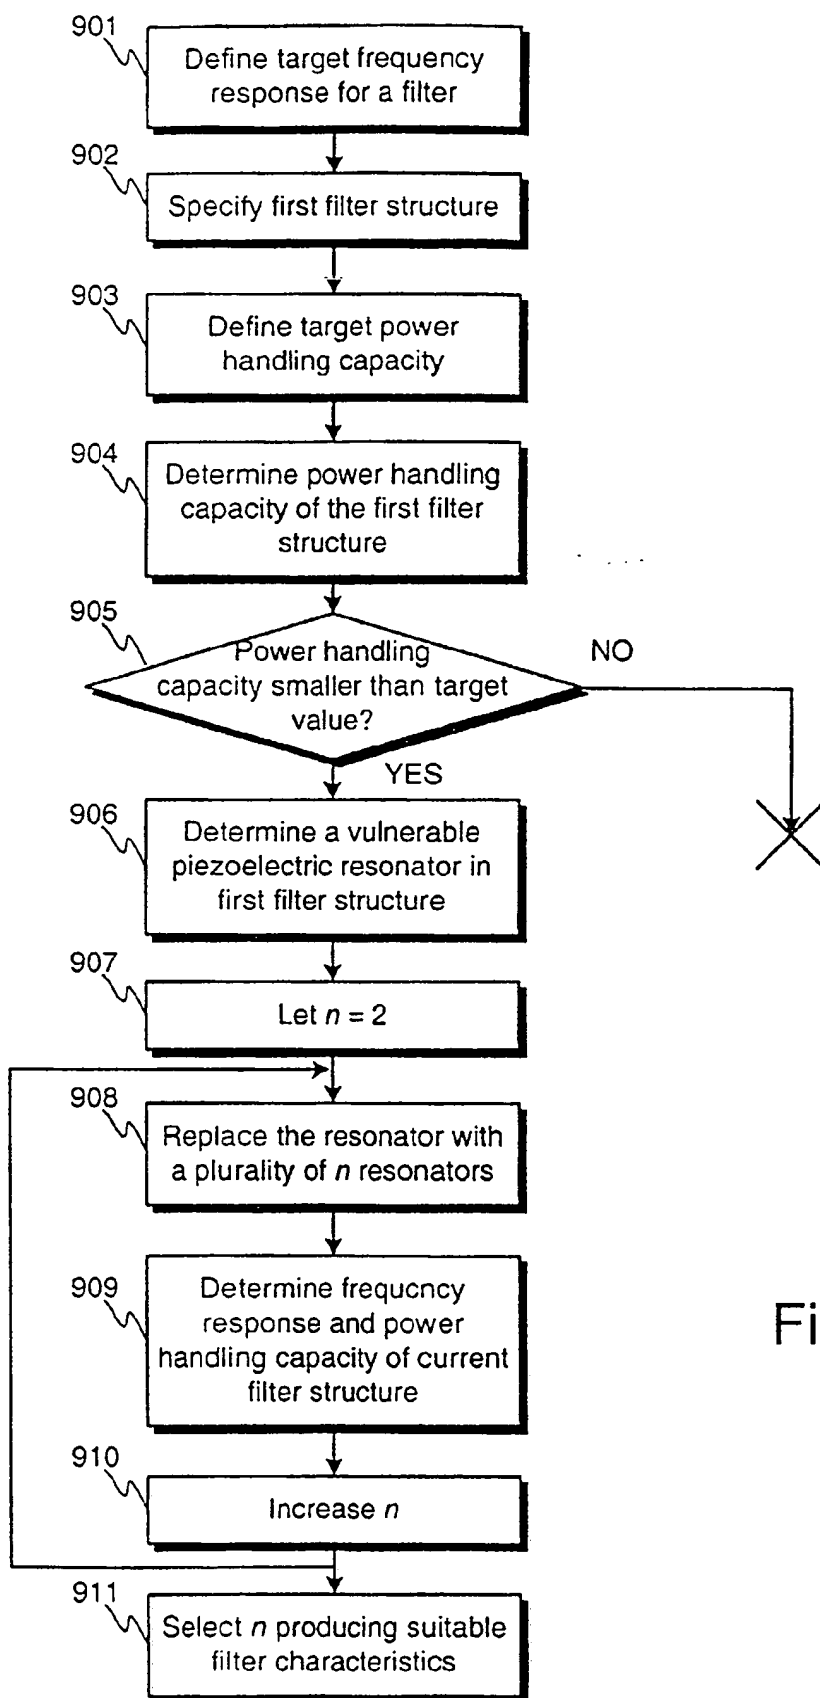 901
Define target frequency
response for a filter
902
Specify first filter structure
903
Define target power
handling capacity
904
Determine power handling
capacity of the first filter
structure
905
Power handling
capacity smaller than target
value?
NO
YES
906
Determine a vulnerable
piezoelectric resonator in
first filter structure
907
Let n = 2
908
Replace the resonator with
a plurality of n resonators
909
Determine frequency
response and power
handling capacity of current
filter structure
Fi
910
Increase n
911
Select n producing suitable
filter characteristics